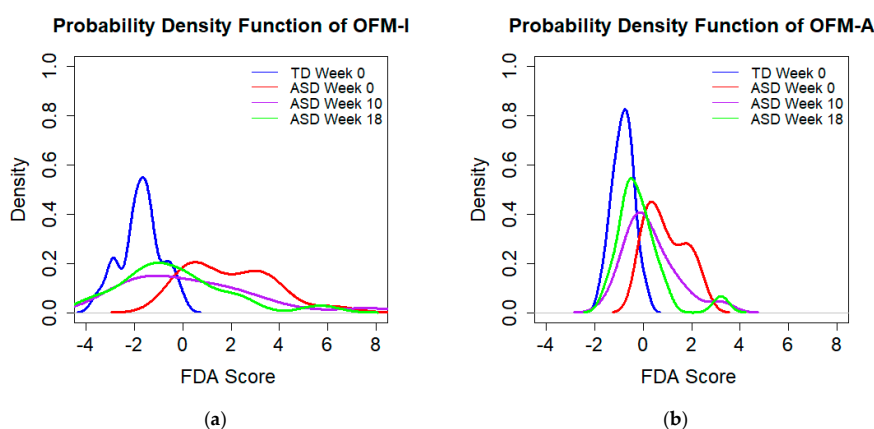 Probability Density Function of OFM-I
1.0
0.8
0.6
0.4
0.2
0.0
Density
TD Week 0
ASD Week 0
ASD Week 10
ASD Week 18
-4 -2 0 2 4 6 8
FDA Score
(a)
Probability Density Function of OFM-A
1.0
0.8
0.6
0.4
0.2
0.0
Density
TD Week 0
ASD Week 0
ASD Week 10
ASD Week 18
-4 -2 0 2 4 6 8
FDA Score
(b)